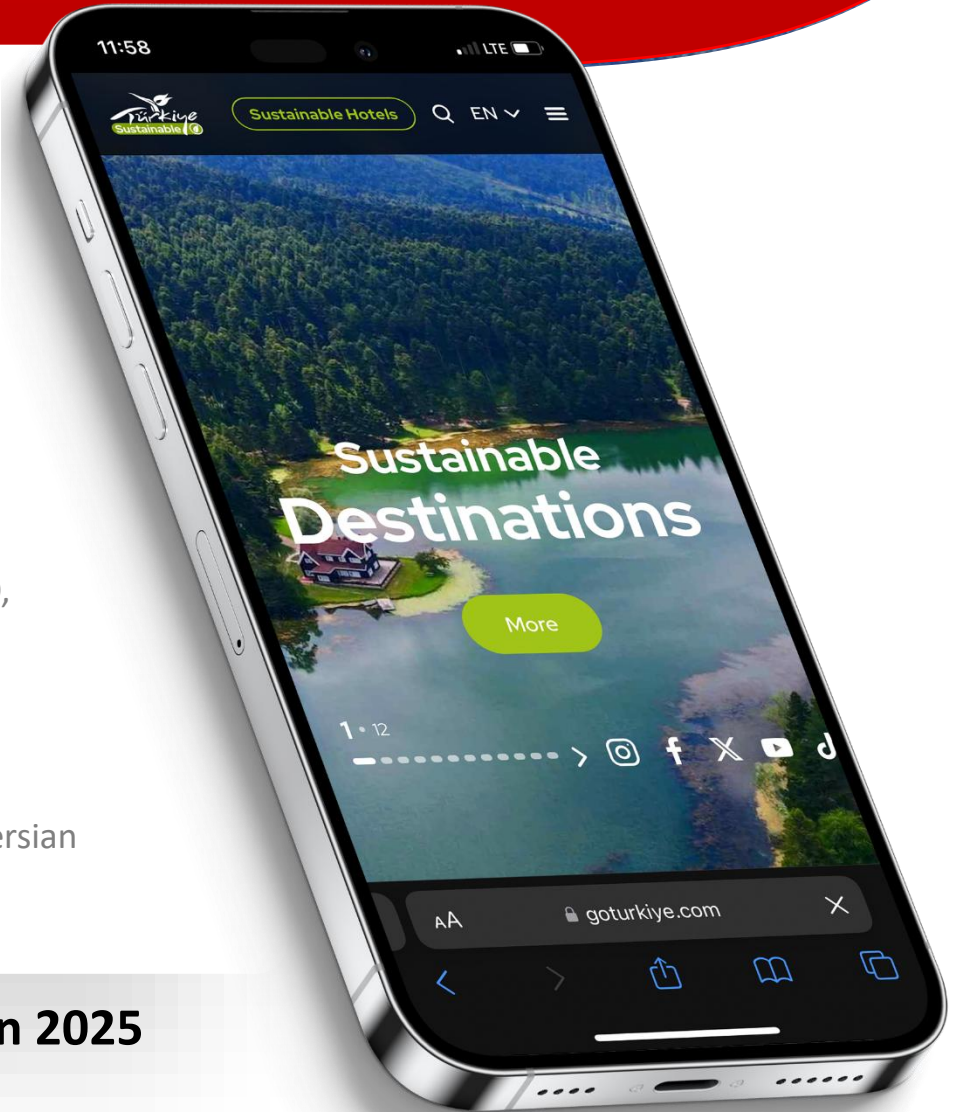 11:58
LTE
Türkiye
Sustainable
Sustainable Hotels
EN
Sustainable
Destinations
More
1 • 12
ersian
AA
goturkiye.com
n 2025